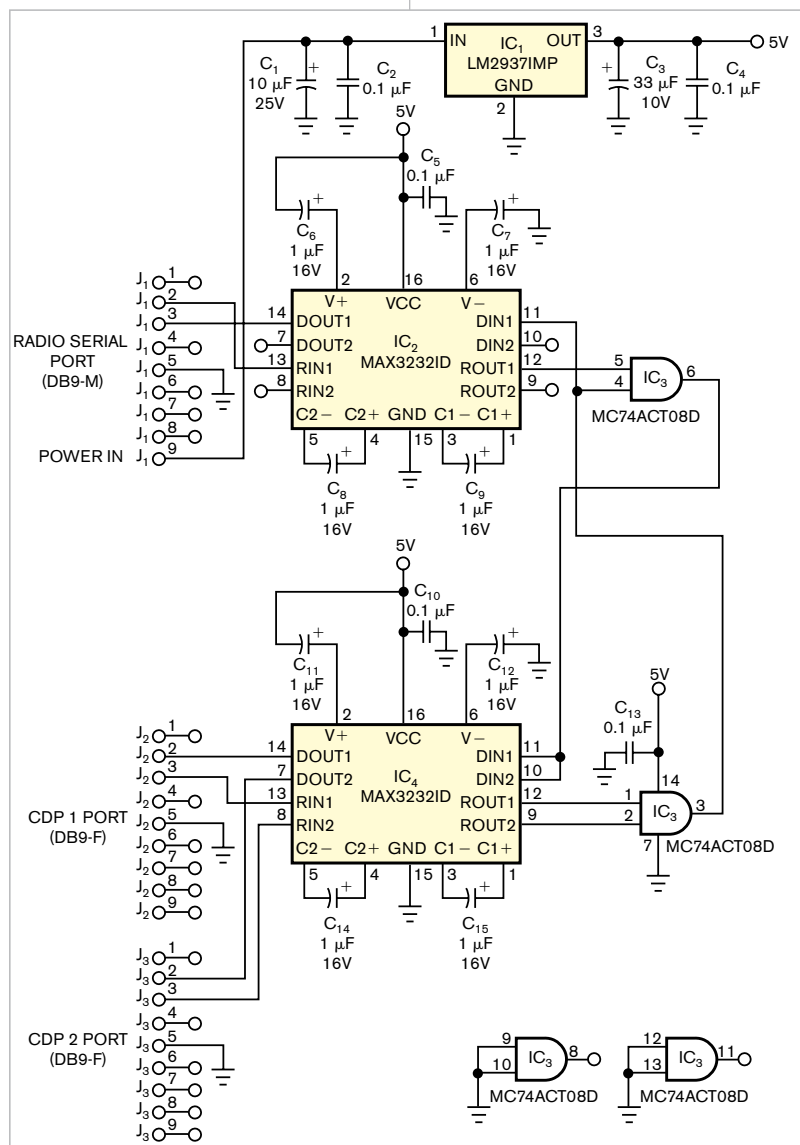 1 IN IC1 OUT 3 5V
LM2937IMP
GND
2
C1
10 µF
25V
+
C2
0.1 µF
+
C3
33 µF
10V
C4
0.1 µF
5V
C5
0.1 µF
+
C6
1 µF
16V
+
C7
1 µF
16V
2 16 6
V+ VCC V−
14 DOUT1 DIN1 11
7 DOUT2 IC2 DIN2 10
MAX3232ID
13 RIN1 ROUT1 12
8 RIN2 ROUT2 9
C2− C2+ GND C1− C1+
5 4 15 3 1
+
C8
1 µF
16V
+
C9
1 µF
16V
5
4
IC3
6
MC74ACT08D
J1 1
J1 2
J1 3
RADIO SERIAL
PORT
(DB9-M)
J1 4
J1 5
J1 6
J1 7
J1 8
POWER IN J1 9
5V
C10
0.1 µF
+
C11
1 µF
16V
+
C12
1 µF
16V
2 16 6
V+ VCC V−
14 DOUT1 DIN1 11
7 DOUT2 IC4 DIN2 10
MAX3232ID
13 RIN1 ROUT1 12
8 RIN2 ROUT2 9
C2− C2+ GND C1− C1+
5 4 15 3 1
+
C14
1 µF
16V
+
C15
1 µF
16V
5V
C13
0.1 µF
14
1
2
IC3
3
7
MC74ACT08D
J2 1
J2 2
J2 3
J2 4
CDP 1 PORT
(DB9-F)
J2 5
J2 6
J2 7
J2 8
J2 9
J3 1
J3 2
J3 3
J3 4
CDP 2 PORT
(DB9-F)
J3 5
J3 6
J3 7
J3 8
J3 9
9
10
IC3
8
MC74ACT08D
12
13
IC3
11
MC74ACT08D